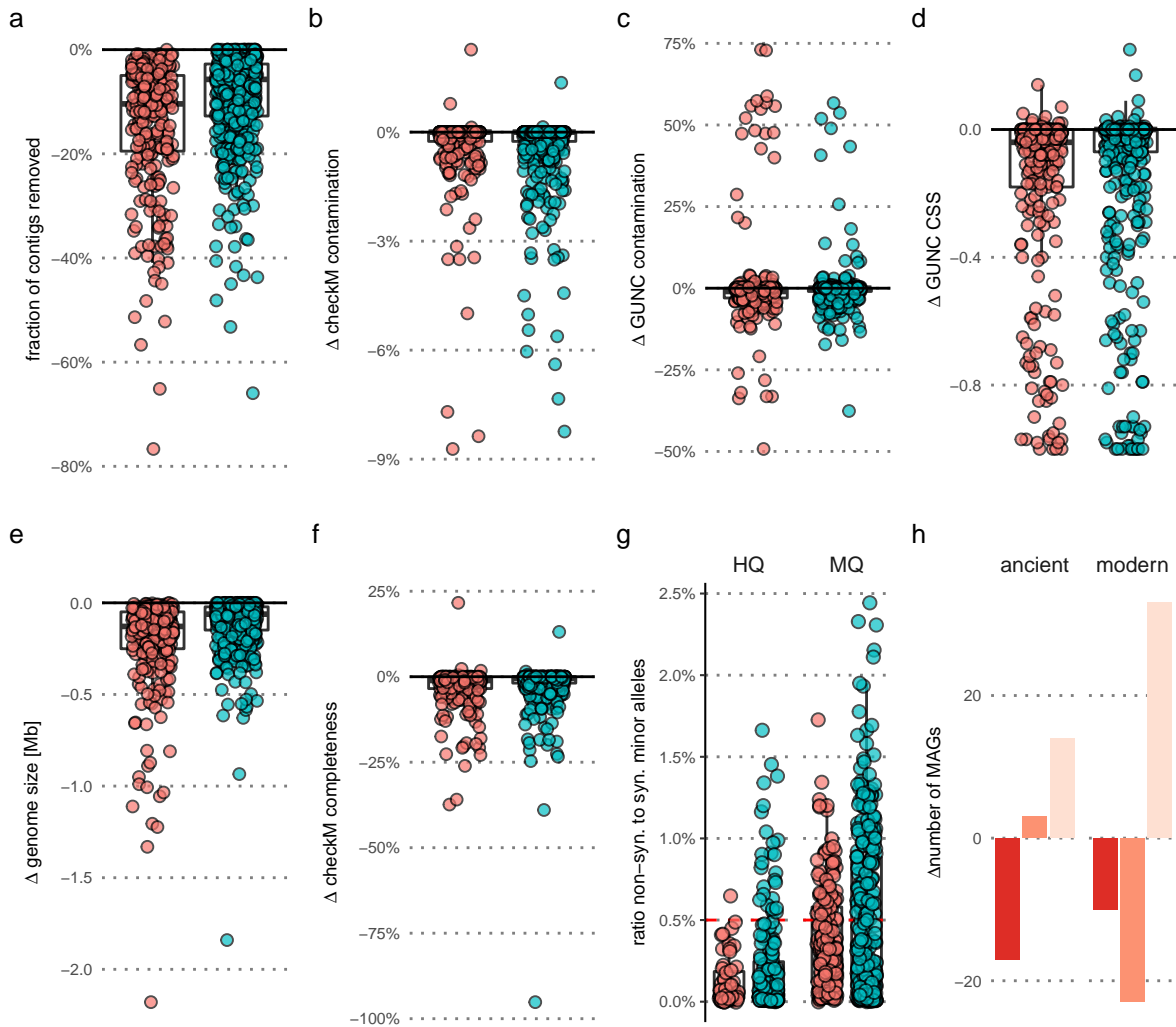 a
fraction of contigs removed
0%
−20%
−40%
−60%
−80%
b
Δ checkM contamination
0%
−3%
−6%
−9%
c
Δ GUNC contamination
75%
50%
25%
0%
−25%
−50%
d
Δ GUNC CSS
0.0
−0.4
−0.8
e
Δ genome size [Mb]
0.0
−0.5
−1.0
−1.5
−2.0
f
Δ checkM completeness
25%
0%
−25%
−50%
−75%
−100%
g
HQ MQ
ratio non−syn. to syn. minor alleles
2.5%
2.0%
1.5%
1.0%
0.5%
0.0%
h
ancient modern
Δnumber of MAGs
20
0
−20